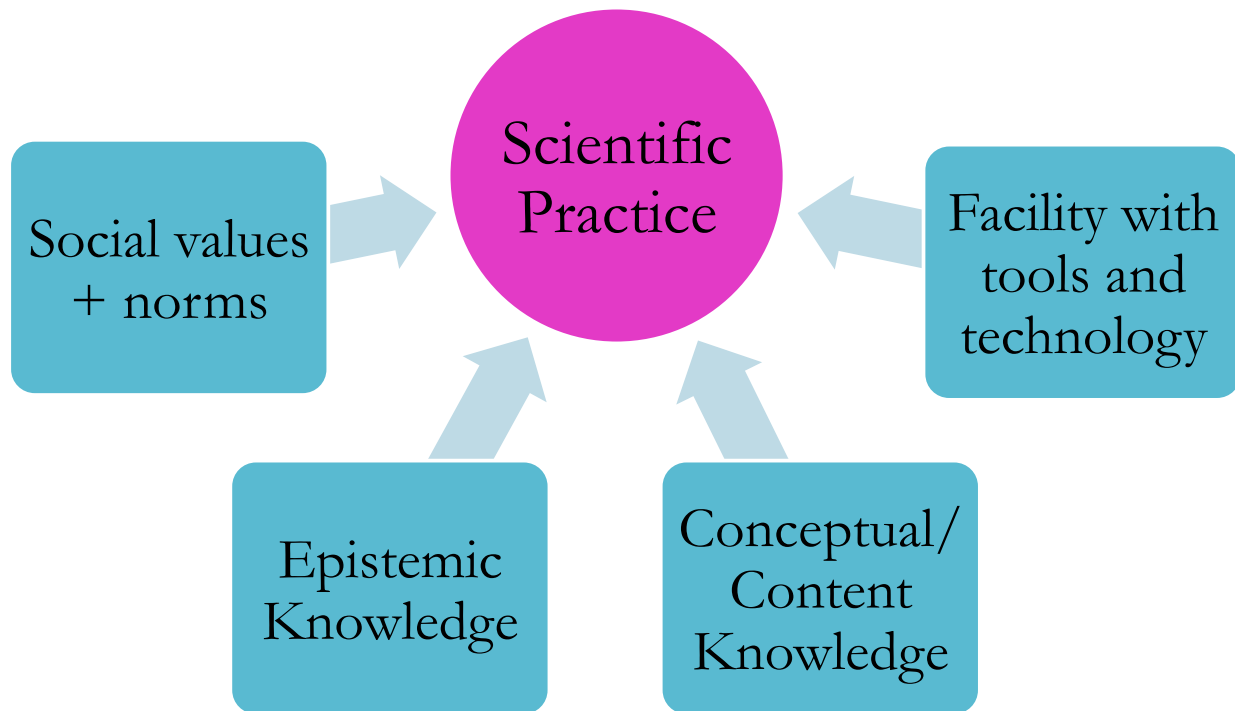 Scientific
Practice
Social values
+ norms
Facility with
tools and
technology
Epistemic
Knowledge
Conceptual/
Content
Knowledge